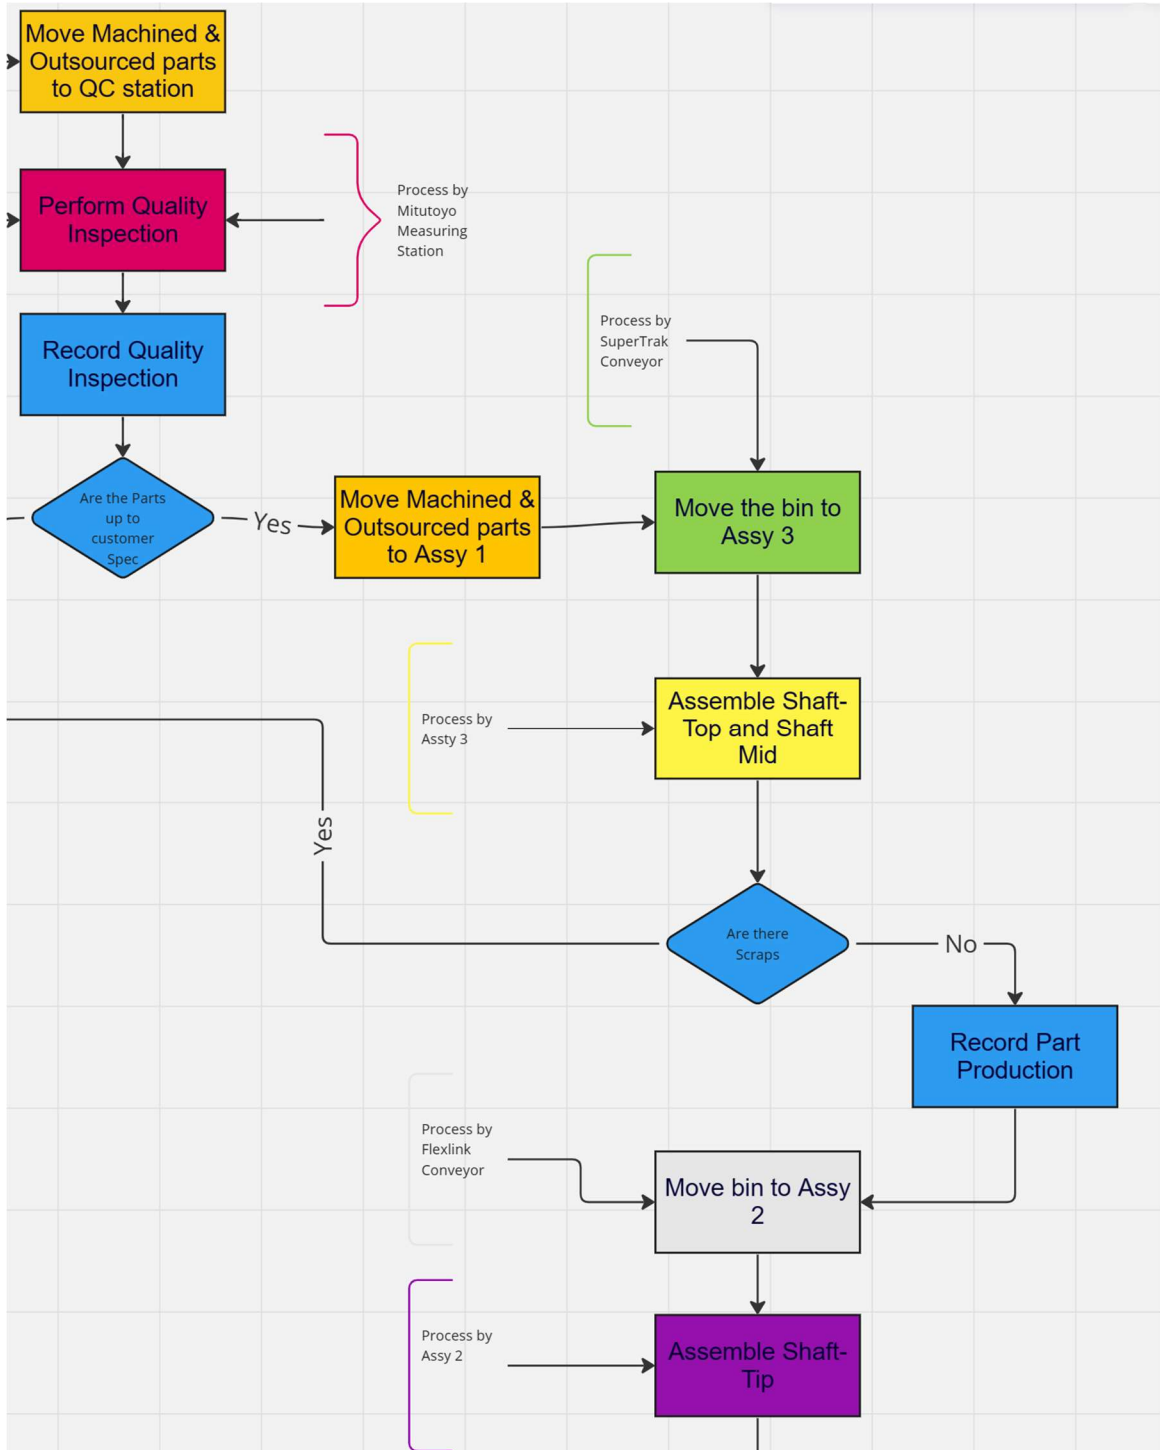 Move Machined &
Outsourced parts
to QC station
Perform Quality
Inspection
Process by
Mitutoyo
Measuring
Station
Record Quality
Inspection
Process by
SuperTrak
Conveyor
Are the Parts
up to
customer
Spec
Yes
Move Machined &
Outsourced parts
to Assy 1
Move the bin to
Assy 3
Process by
Assty 3
Assemble Shaft-
Top and Shaft
Mid
Yes
Are there
Scraps
No
Record Part
Production
Process by
Flexlink
Conveyor
Move bin to Assy
2
Process by
Assy 2
Assemble Shaft-
Tip